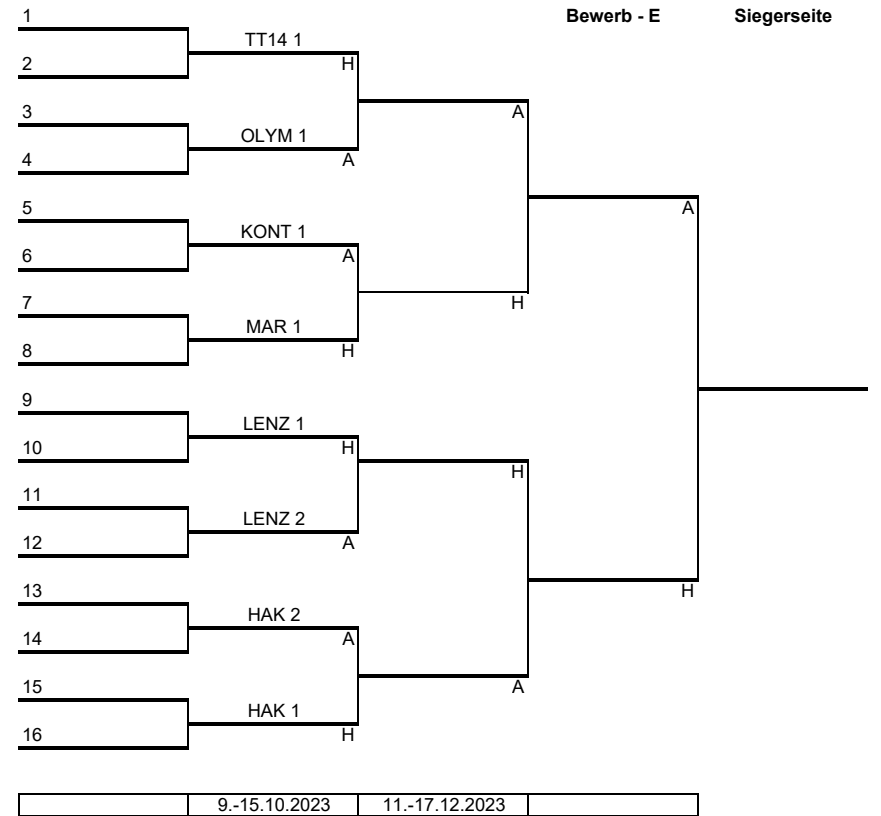 1 Bewerb - E Siegerseite
TT14 1
2 H
3 A
OLYM 1
4 A
5 A
KONT 1
6 A
7 H
MAR 1
8 H
9
LENZ 1
10 H
H
11
LENZ 2
12 A
13 H
HAK 2
14 A
15 A
HAK 1
16 H
9.-15.10.2023 11.-17.12.2023